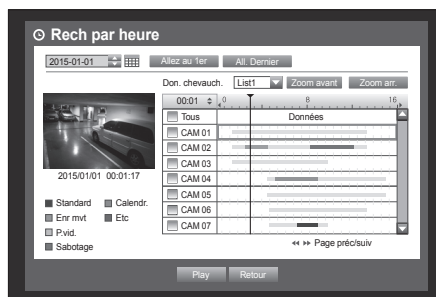 Rech par heure
2015-01-01 Allez au 1er All. Dernier
Don. chevauch. List1 Zoom avant Zoom arr.
00:01 0 8 16
Tous Données
CAM 01
CAM 02
CAM 03
CAM 04
CAM 05
CAM 06
CAM 07
2015/01/01 00:01:17
Standard Calendr.
Enr mvt Etc
P.vid.
Sabotage
Page préc/suiv
Play Retour